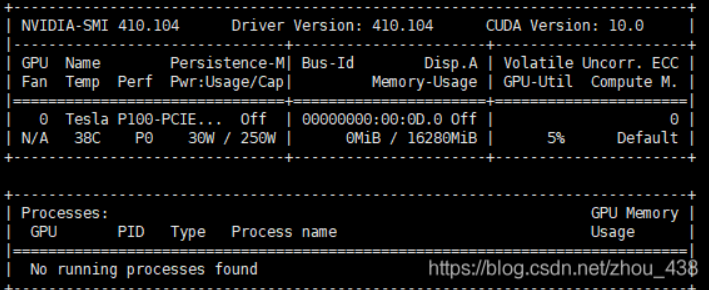 NVIDIA-SMI 410.104 Driver Version: 410.104 CUDA Version: 10.0
GPU Name Persistence-M| Bus-Id Disp.A | Volatile Uncorr. ECC
Fan Temp Perf Pwr:Usage/Cap| Memory-Usage | GPU-Util Compute M.
0 Tesla P100-PCIE... Off | 00000000:00:0D.0 Off | 0
N/A 38C P0 30W / 250W | 0MiB / 16280MiB | 5% Default
Processes: GPU Memory
GPU PID Type Process name Usage
No running processes found
https://blog.csdn.net/zhou_438